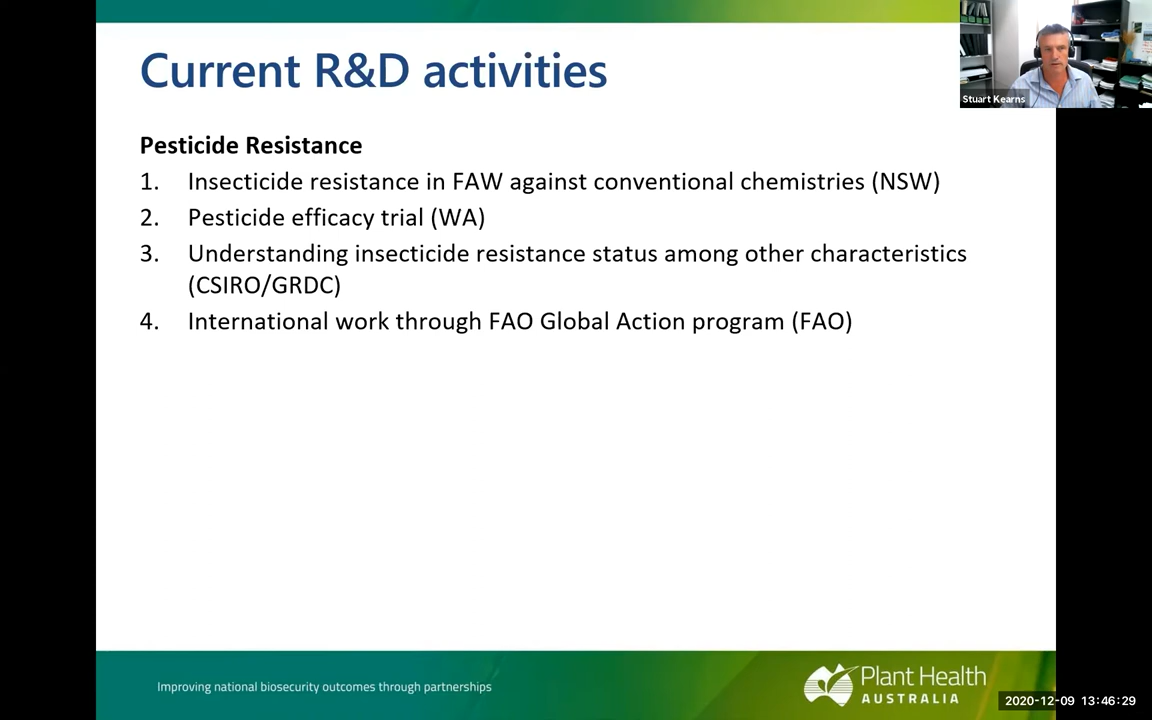 Current R&D activities
Stuart Kearns
Pesticide Resistance
1. Insecticide resistance in FAW against conventional chemistries (NSW)
2. Pesticide efficacy trial (WA)
3. Understanding insecticide resistance status among other characteristics
(CSIRO/GRDC)
4. International work through FAO Global Action program (FAO)
Improving national biosecurity outcomes through partnerships
Plant Health
AUSTRALIA
2020-12-09 13:46:29